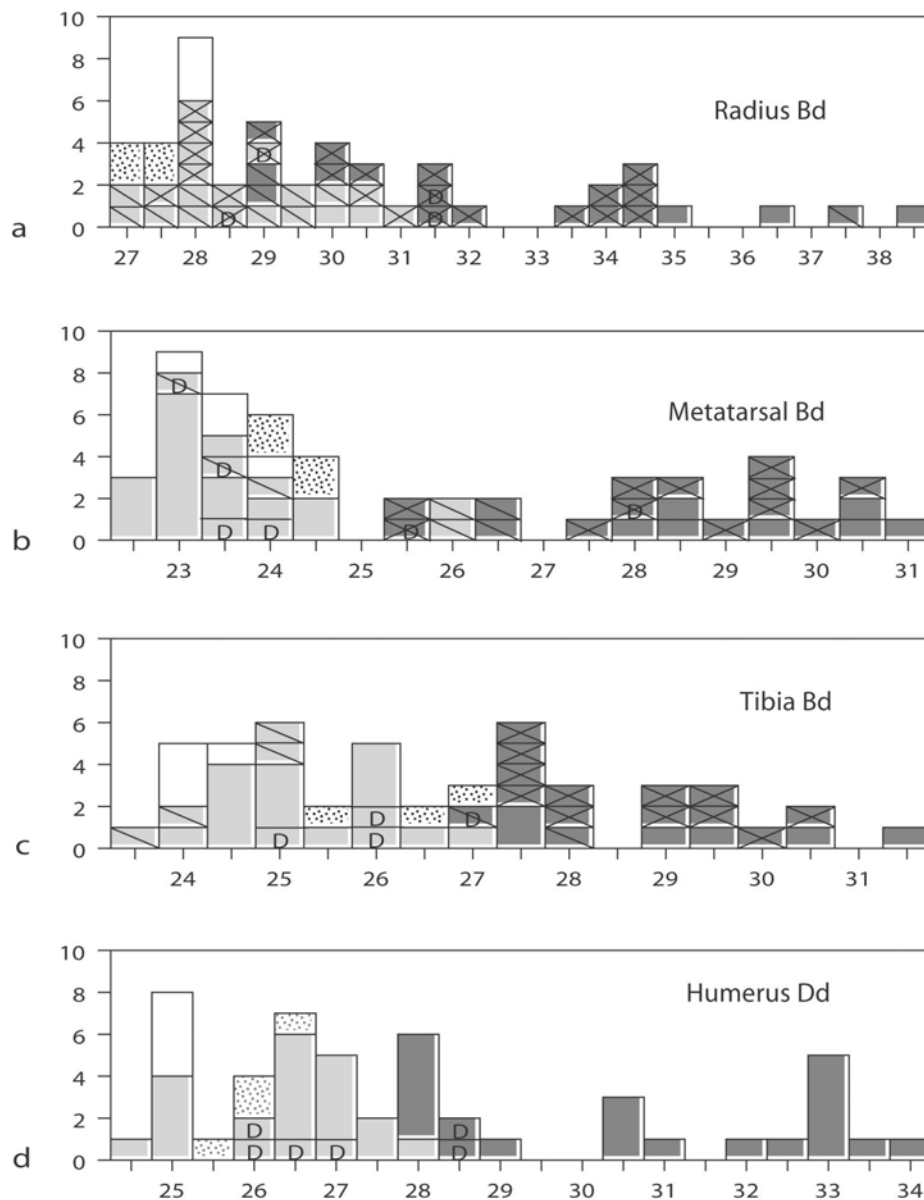 10
8
6
4
2
0
Radius Bd
D
D
D
D
a
27 28 29 30 31 32 33 34 35 36 37 38
10
8
6
4
2
0
Metatarsal Bd
D
D
D
D
D
D
b
23 24 25 26 27 28 29 30 31
10
8
6
4
2
0
Tibia Bd
D
D
D
D
c
24 25 26 27 28 29 30 31
10
8
6
4
2
0
Humerus Dd
D
D
D
D
D
D
d
25 26 27 28 29 30 31 32 33 34